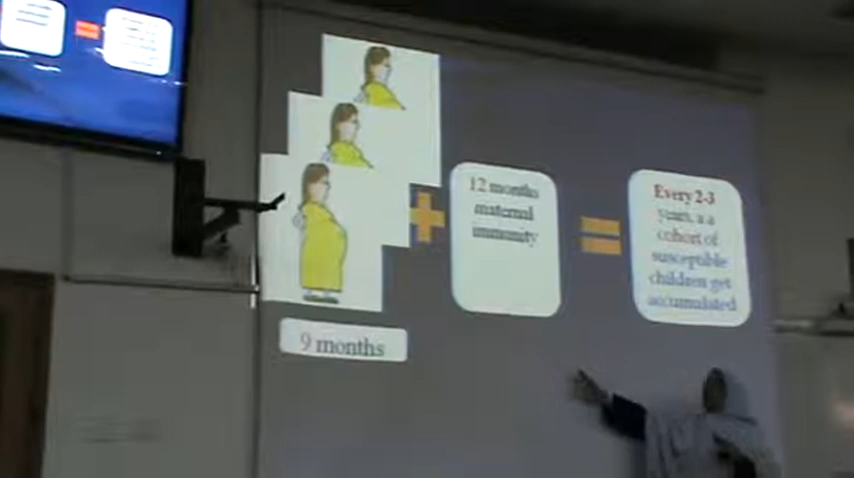 12 months
maternal
immunity
Every 2-3
years, a a
cohort of
susceptible
children get
accumulated
9 months